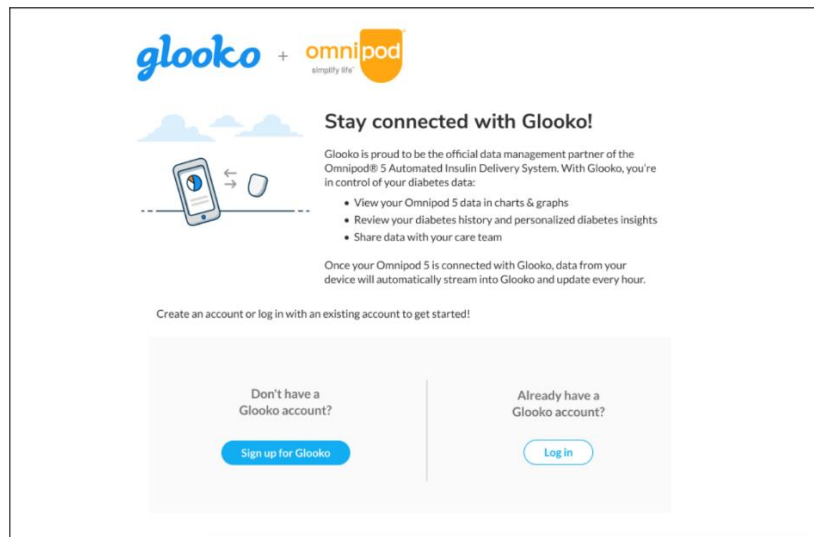 glooko + omnipod
simplify life™
Stay connected with Glooko!
Glooko is proud to be the official data management partner of the
Omnipod® 5 Automated Insulin Delivery System. With Glooko, you're
in control of your diabetes data:
• View your Omnipod 5 data in charts & graphs
• Review your diabetes history and personalized diabetes insights
• Share data with your care team
Once your Omnipod 5 is connected with Glooko, data from your
device will automatically stream into Glooko and update every hour.
Create an account or log in with an existing account to get started!
Don't have a
Glooko account?
Sign up for Glooko
Already have a
Glooko account?
Log in